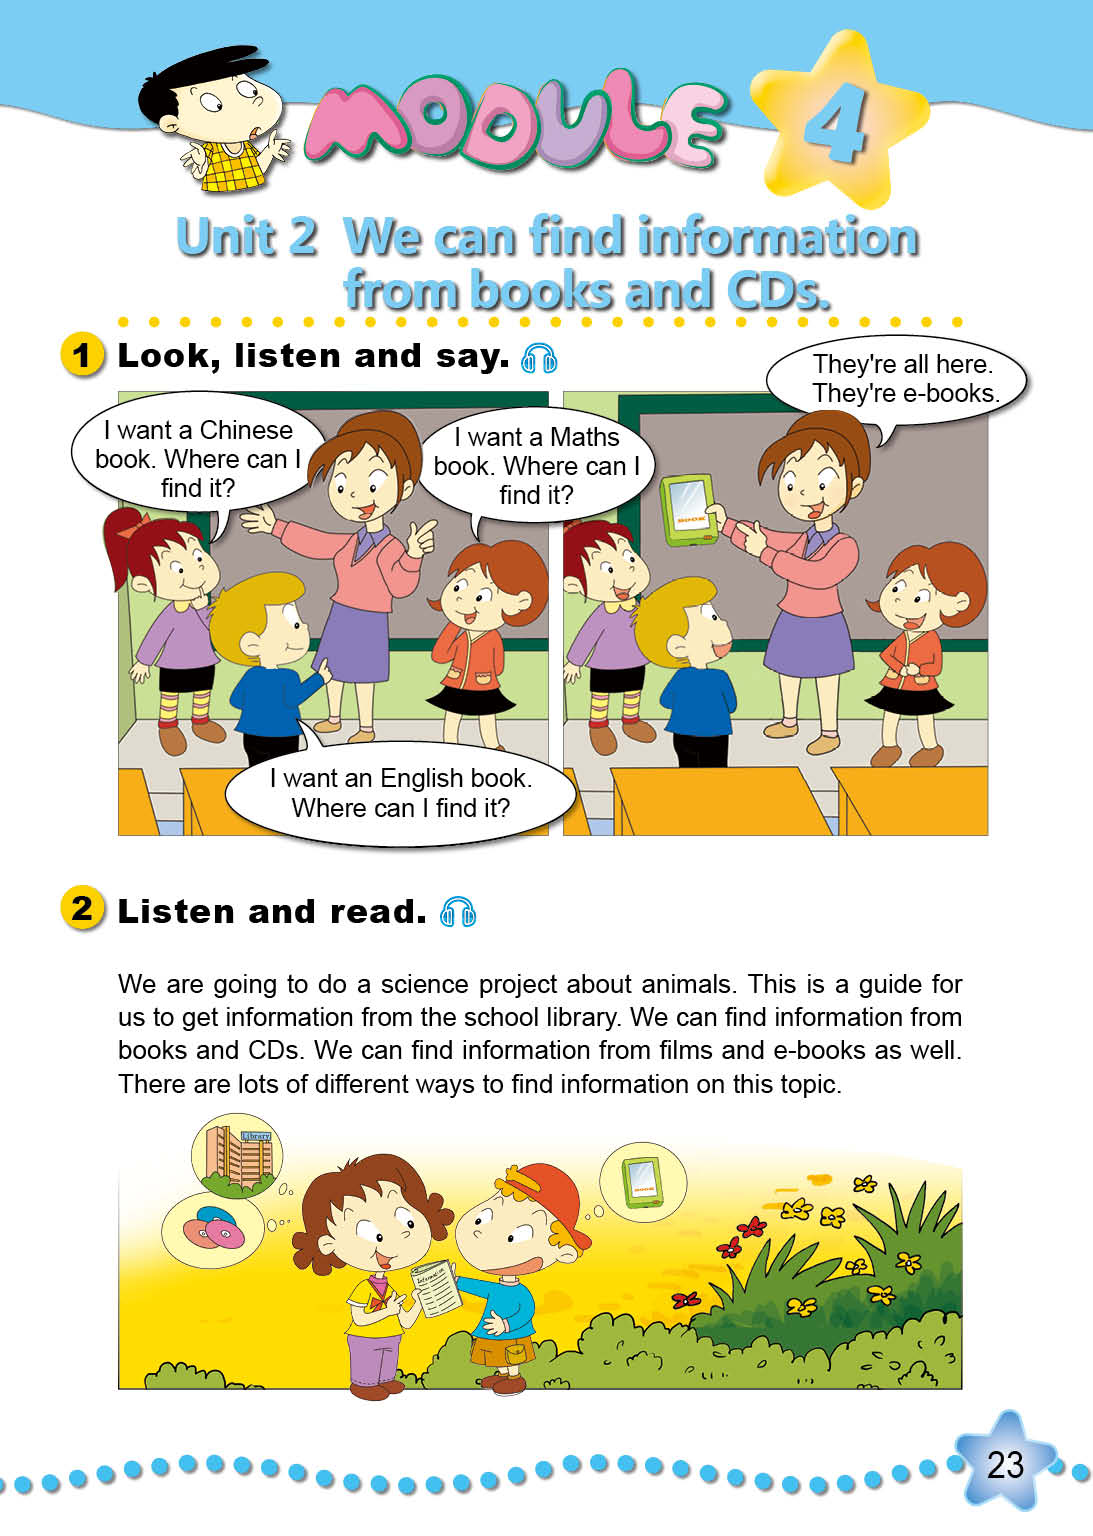 MODULE 4
Unit 2 We can find information
from books and CDs.
1 Look, listen and say.
I want a Chinese
book. Where can I
find it?
I want a Maths
book. Where can I
find it?
I want an English book.
Where can I find it?
They're all here.
They're e-books.
BOOK
2 Listen and read.
We are going to do a science project about animals. This is a guide for
us to get information from the school library. We can find information from
books and CDs. We can find information from films and e-books as well.
There are lots of different ways to find information on this topic.
Library
Information
BOOK
23